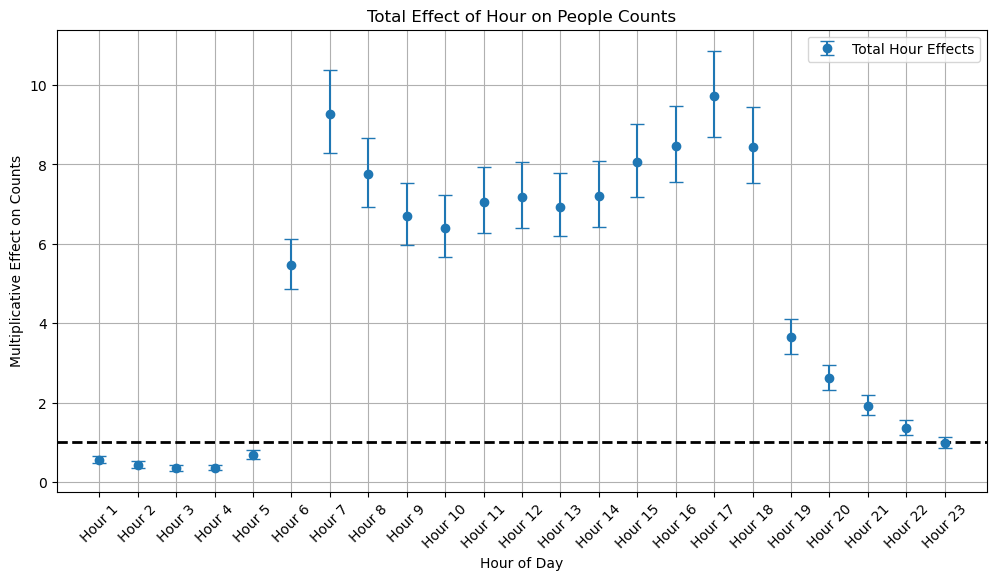 Total Effect of Hour on People Counts
Total Hour Effects
Multiplicative Effect on Counts
10
8
6
4
2
0
Hour 1
Hour 2
Hour 3
Hour 4
Hour 5
Hour 6
Hour 7
Hour 8
Hour 9
Hour 10
Hour 11
Hour 12
Hour 13
Hour 14
Hour 15
Hour 16
Hour 17
Hour 18
Hour 19
Hour 20
Hour 21
Hour 22
Hour 23
Hour of Day